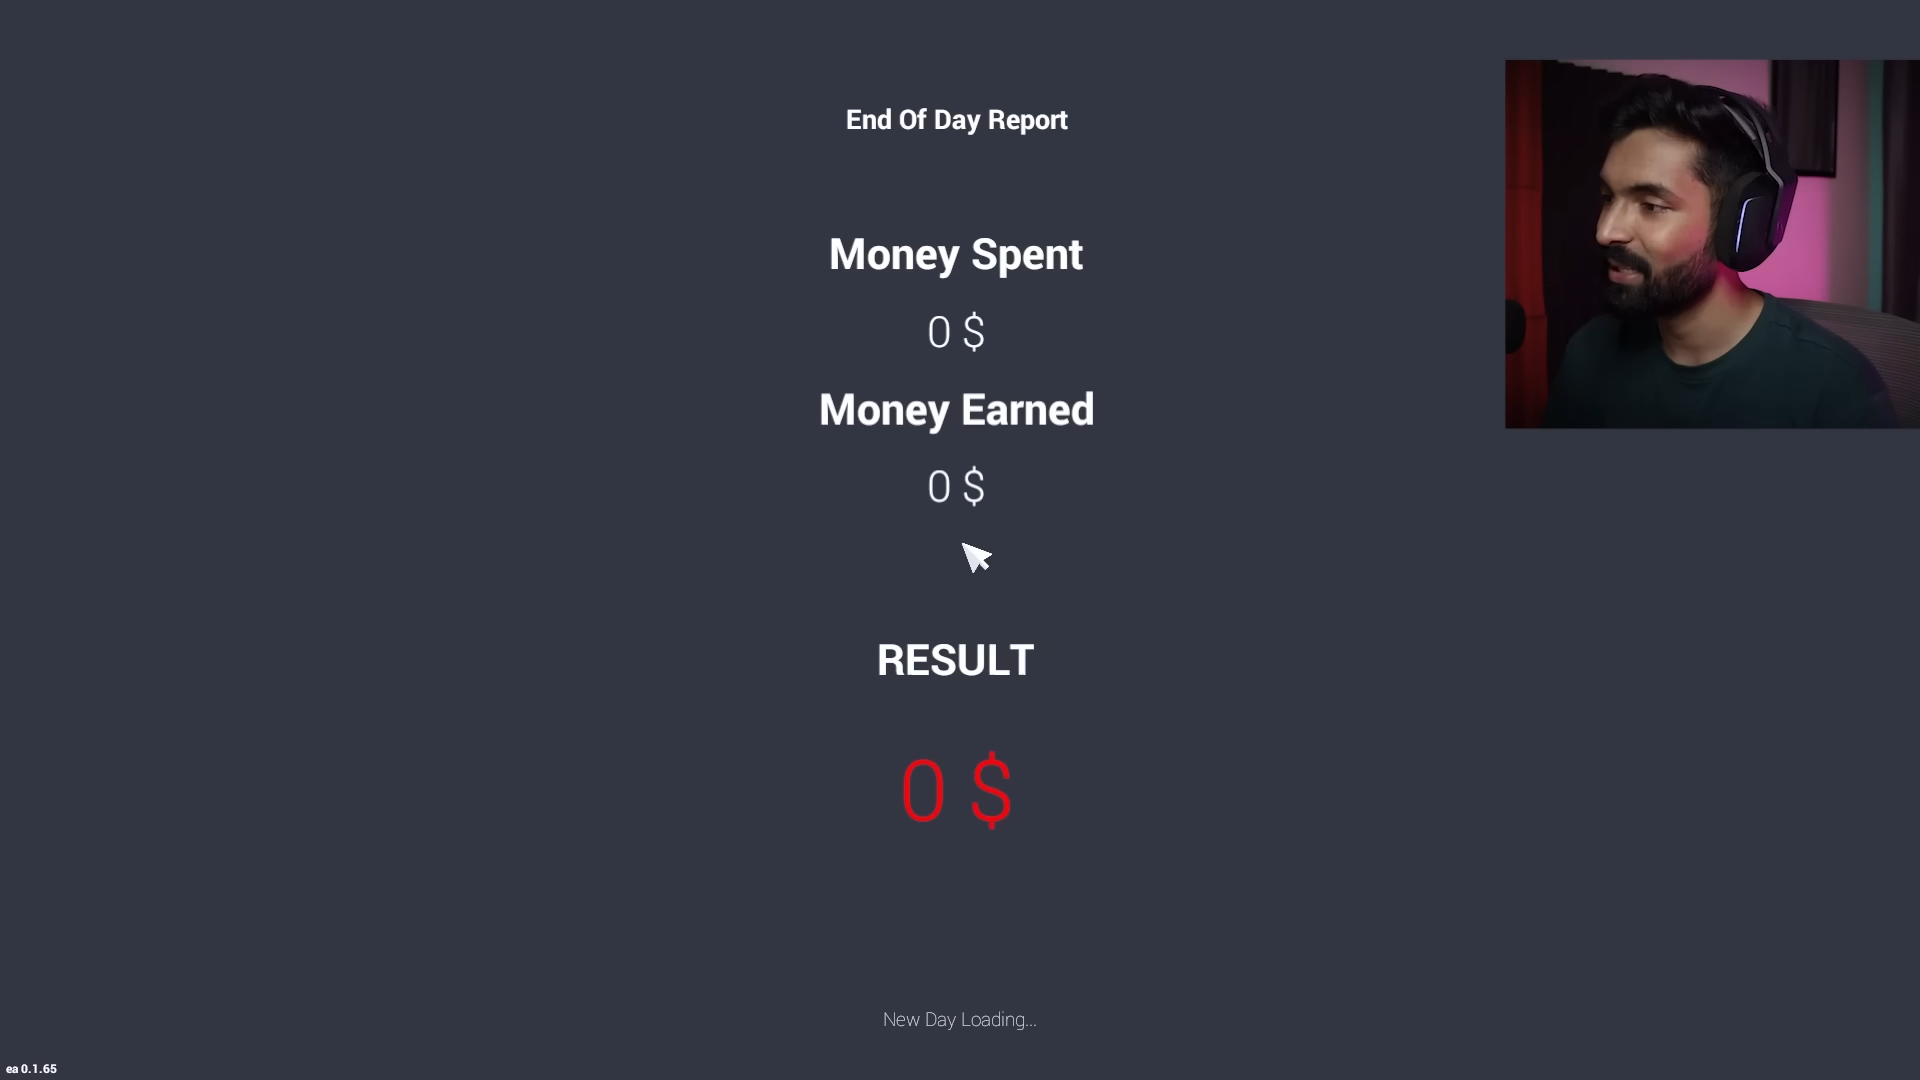 End Of Day Report
Money Spent
0 $
Money Earned
0 $
RESULT
0 $
New Day Loading...
ea 0.1.65